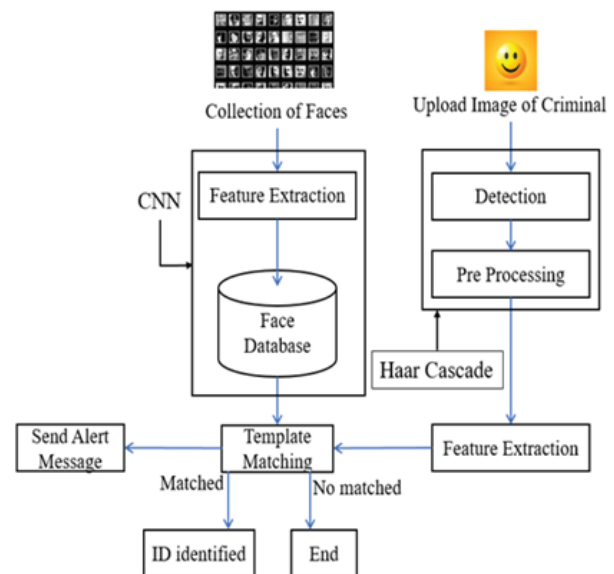 Collection of Faces
Upload Image of Criminal
CNN
Feature Extraction
Face
Database
Detection
Pre Processing
Haar Cascade
Send Alert
Message
Template
Matching
Feature Extraction
Matched
No matched
ID identified
End